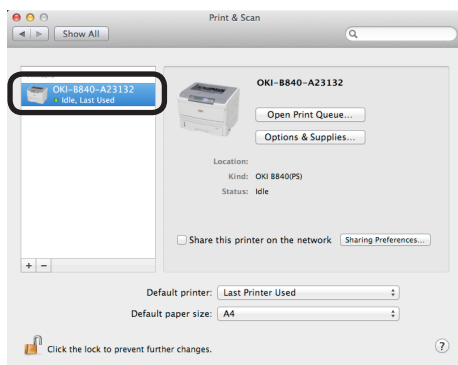 Print & Scan
Show All
OKI-B840-A23132
Idle, Last Used
OKI-B840-A23132
Open Print Queue...
Options & Supplies...
Location:
Kind: OKI B840(PS)
Status: Idle
Share this printer on the network Sharing Preferences...
+ −
Default printer: Last Printer Used
Default paper size: A4
Click the lock to prevent further changes.
?